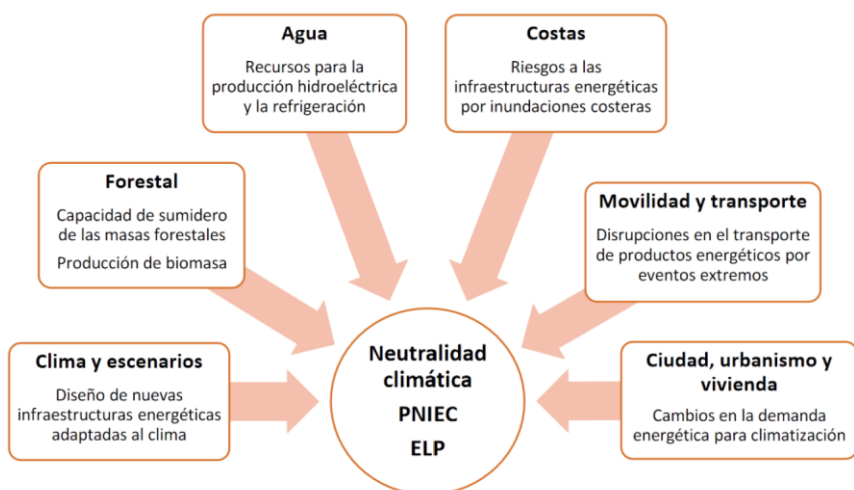 Agua
Recursos para la
producción hidroeléctrica
y la refrigeración
Costas
Riesgos a las
infraestructuras energéticas
por inundaciones costeras
Forestal
Capacidad de sumidero
de las masas forestales
Producción de biomasa
Movilidad y transporte
Disrupciones en el transporte
de productos energéticos por
eventos extremos
Clima y escenarios
Diseño de nuevas
infraestructuras energéticas
adaptadas al clima
Neutralidad
climática
PNIEC
ELP
Ciudad, urbanismo y
vivienda
Cambios en la demanda
energética para climatización